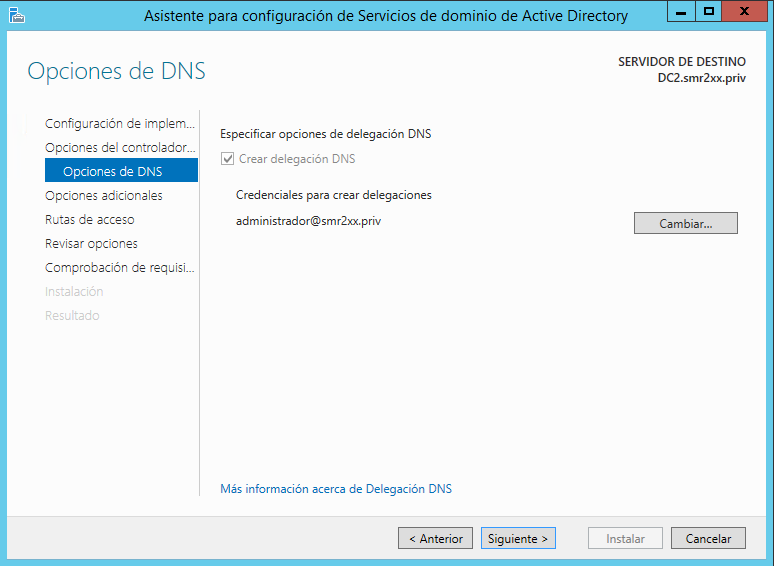 Asistente para configuración de Servicios de dominio de Active Directory
Opciones de DNS
SERVIDOR DE DESTINO
DC2.smr2xx.priv
Configuración de implem...
Opciones del controlador...
Opciones de DNS
Opciones adicionales
Rutas de acceso
Revisar opciones
Comprobación de requisi...
Instalación
Resultado
Especificar opciones de delegación DNS
Crear delegación DNS
Credenciales para crear delegaciones
administrador@smr2xx.priv
Cambiar...
Más información acerca de Delegación DNS
< Anterior
Siguiente >
Instalar
Cancelar